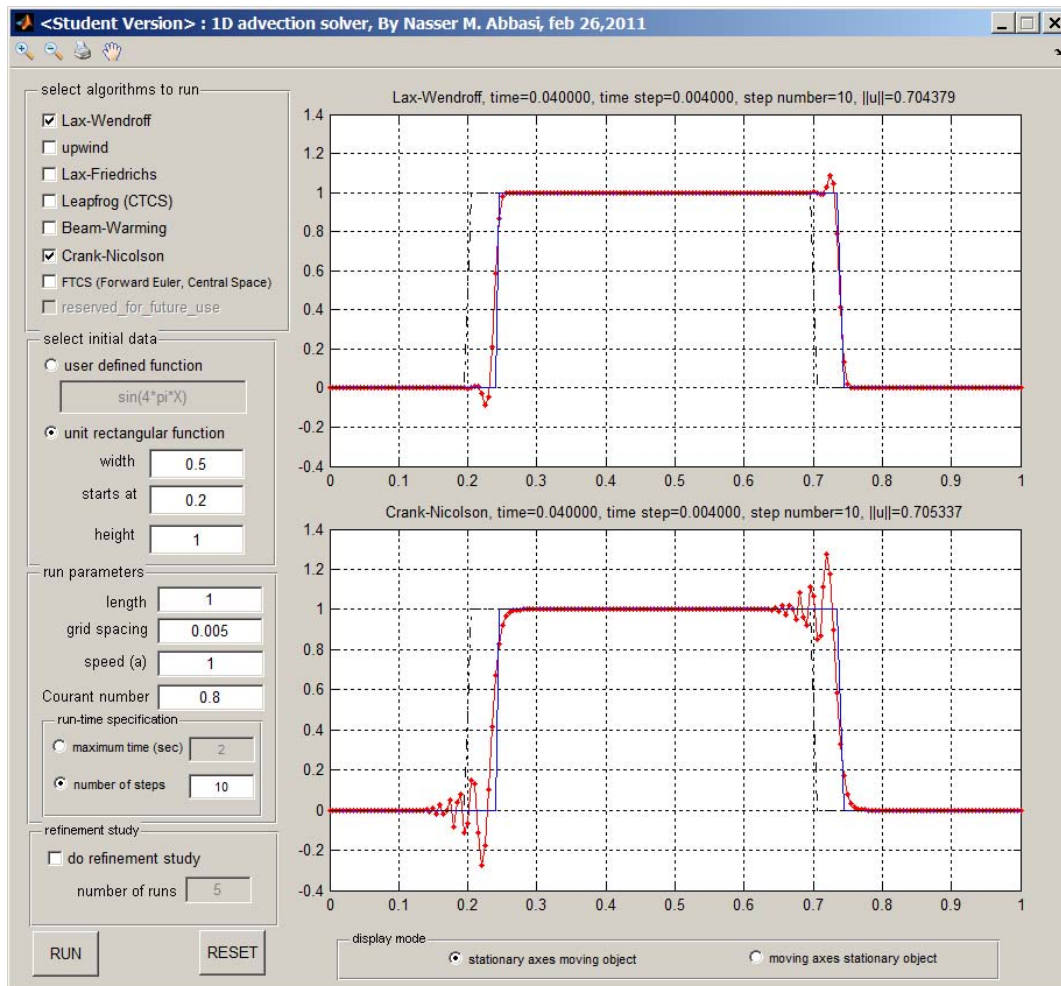 <Student Version> : 1D advection solver, By Nasser M. Abbasi, feb 26,2011
select algorithms to run
Lax-Wendroff
upwind
Lax-Friedrichs
Leapfrog (CTCS)
Beam-Warming
Crank-Nicolson
FTCS (Forward Euler, Central Space)
reserved_for_future_use
select initial data
user defined function
sin(4*pi*X)
unit rectangular function
width 0.5
starts at 0.2
height 1
run parameters
length 1
grid spacing 0.005
speed (a) 1
Courant number 0.8
run-time specification
maximum time (sec) 2
number of steps 10
refinement study
do refinement study
number of runs 5
RUN RESET
Lax-Wendroff, time=0.040000, time step=0.004000, step number=10, ||u||=0.704379
1.4
1.2
1
0.8
0.6
0.4
0.2
0
-0.2
-0.4
0 0.1 0.2 0.3 0.4 0.5 0.6 0.7 0.8 0.9 1
Crank-Nicolson, time=0.040000, time step=0.004000, step number=10, ||u||=0.705337
1.4
1.2
1
0.8
0.6
0.4
0.2
0
-0.2
-0.4
0 0.1 0.2 0.3 0.4 0.5 0.6 0.7 0.8 0.9 1
display mode
stationary axes moving object moving axes stationary object